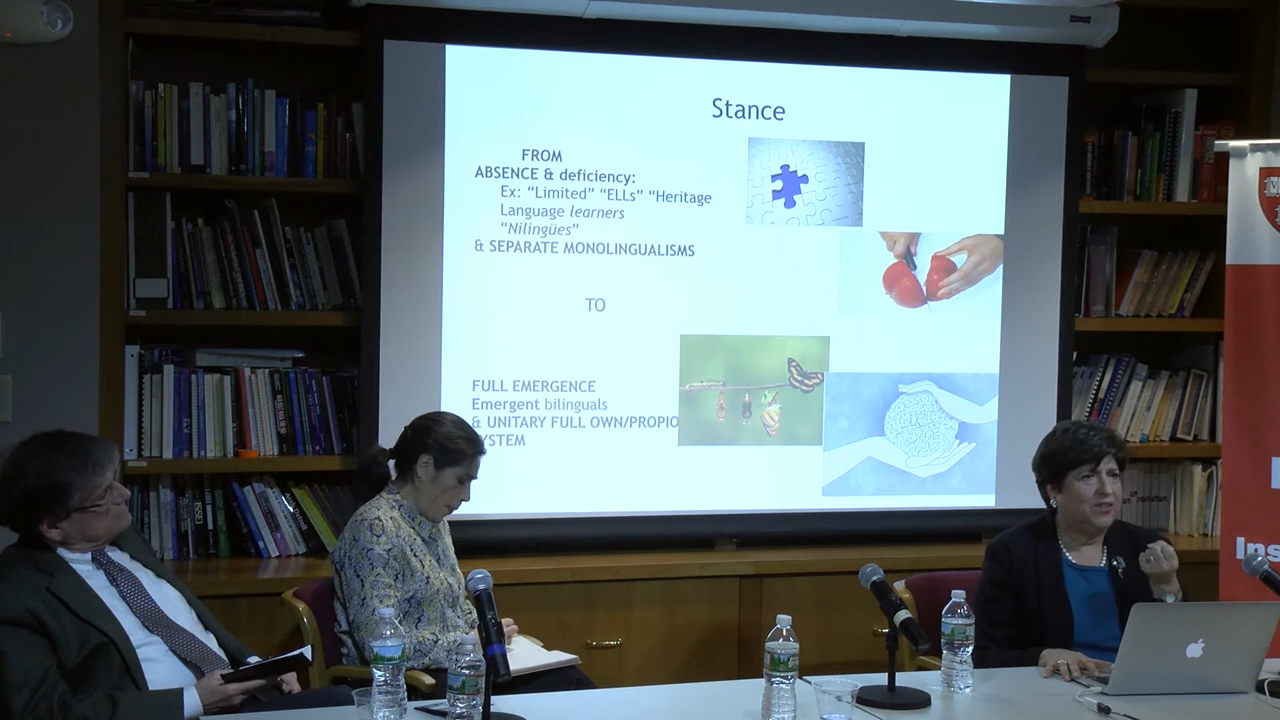 Stance
FROM
ABSENCE & deficiency:
Ex: “Limited” “ELLs” “Heritage
Language learners
“Nilingües”
& SEPARATE MONOLINGUALISMS
TO
FULL EMERGENCE
Emergent bilinguals
& UNITARY FULL OWN/PROPIO
YSTEM
Ins